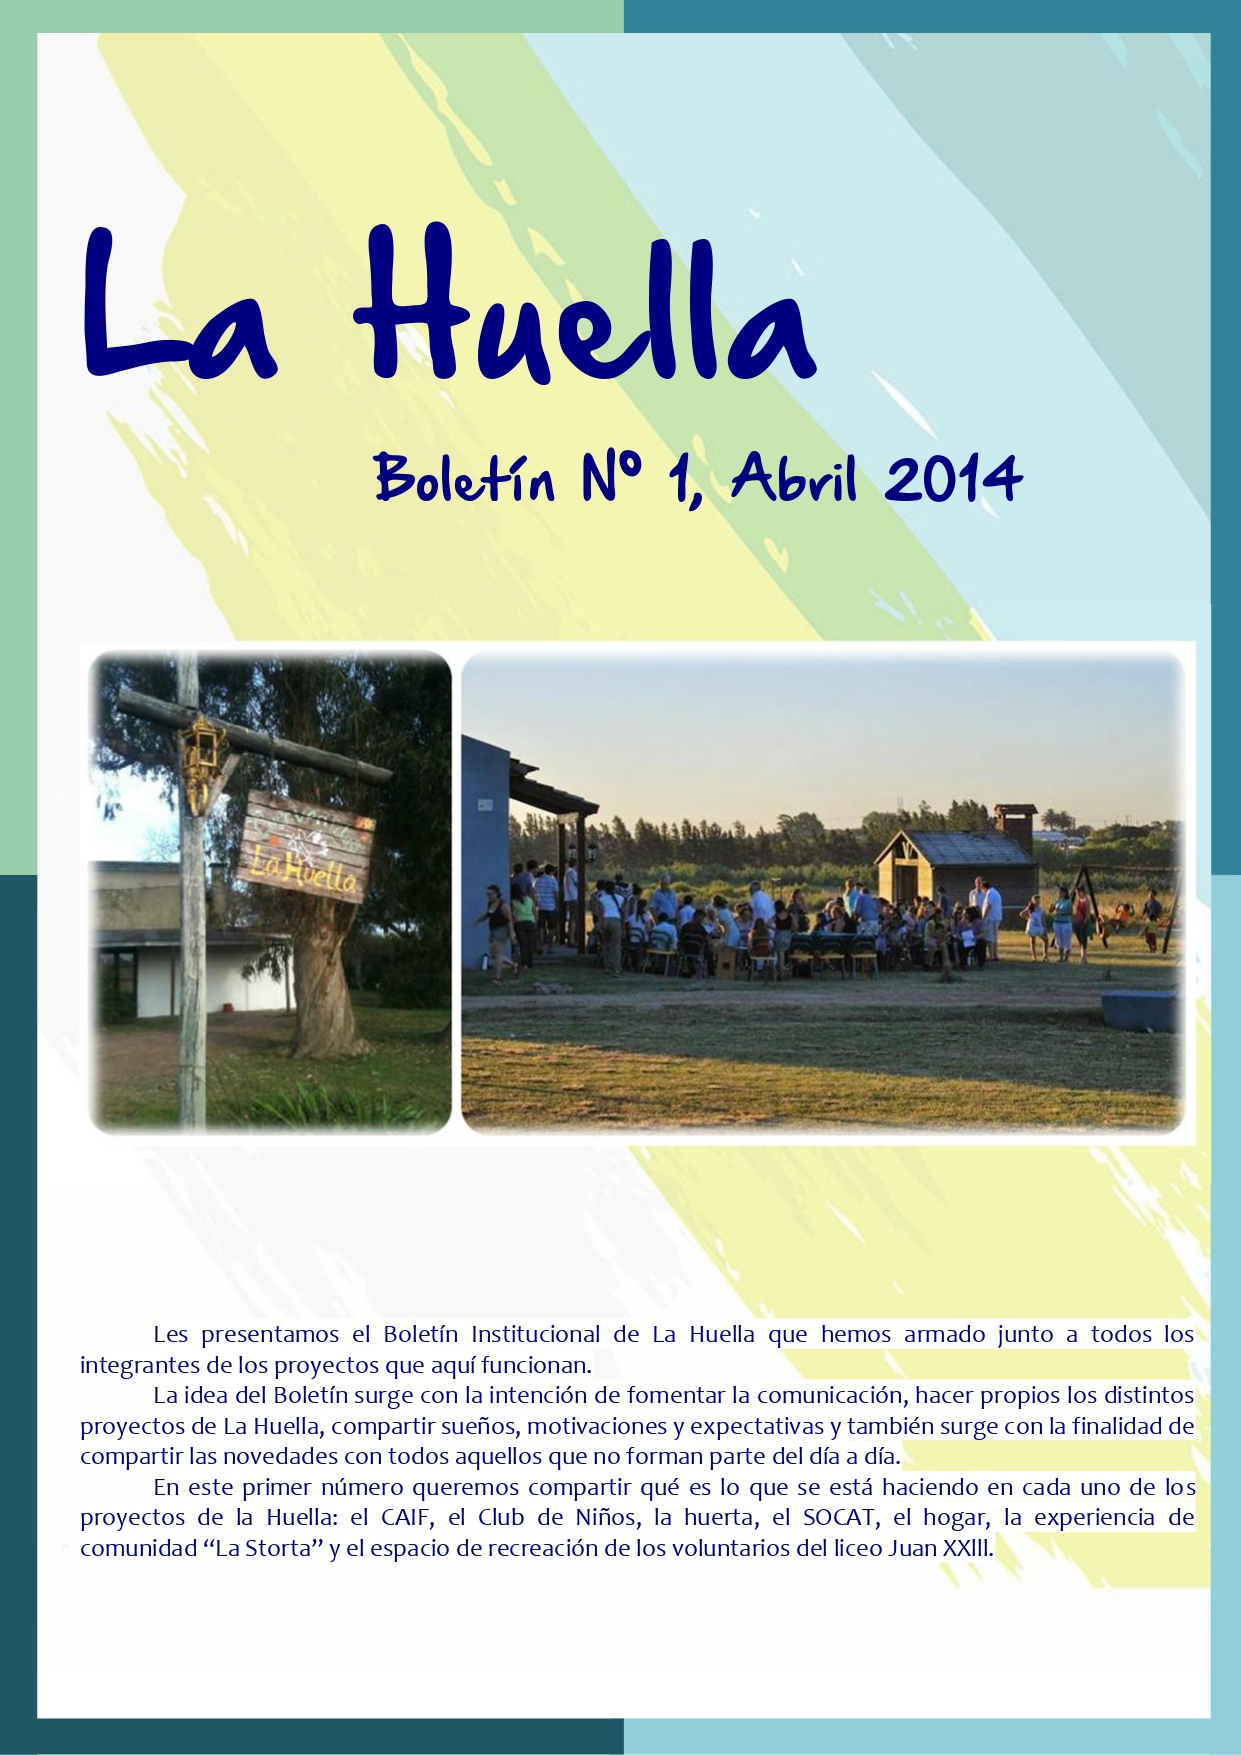 La Huella
Boletín Nº 1, Abril 2014
La Huella
Les presentamos el Boletín Institucional de La Huella que hemos armado junto a todos los
integrantes de los proyectos que aquí funcionan.
La idea del Boletín surge con la intención de fomentar la comunicación, hacer propios los distintos
proyectos de La Huella, compartir sueños, motivaciones y expectativas y también surge con la finalidad de
compartir las novedades con todos aquellos que no forman parte del día a día.
En este primer número queremos compartir qué es lo que se está haciendo en cada uno de los
proyectos de la Huella: el CAIF, el Club de Niños, la huerta, el SOCAT, el hogar, la experiencia de
comunidad “La Storta” y el espacio de recreación de los voluntarios del liceo Juan XXlll.